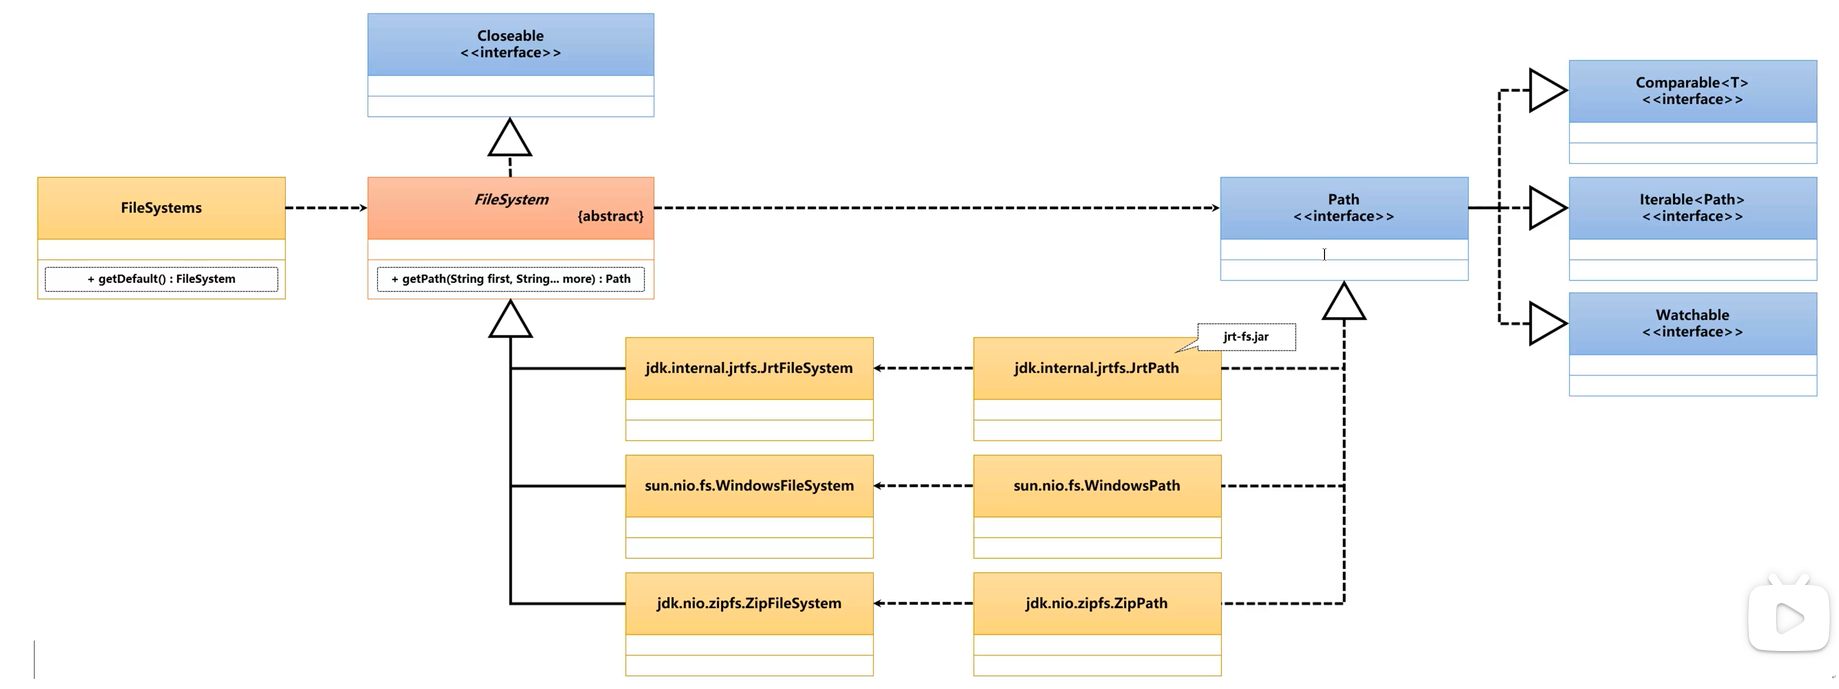 Closeable
<<interface>>
Comparable<T>
<<interface>>
FileSystems
+ getDefault() : FileSystem
FileSystem
{abstract}
+ getPath(String first, String... more) : Path
Path
<<interface>>
Iterable<Path>
<<interface>>
Watchable
<<interface>>
jrt-fs.jar
jdk.internal.jrtfs.JrtFileSystem
jdk.internal.jrtfs.JrtPath
sun.nio.fs.WindowsFileSystem
sun.nio.fs.WindowsPath
jdk.nio.zipfs.ZipFileSystem
jdk.nio.zipfs.ZipPath